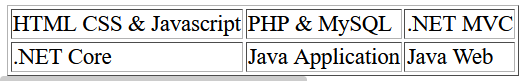 HTML CSS & Javascript PHP & MySQL .NET MVC
.NET Core Java Application Java Web